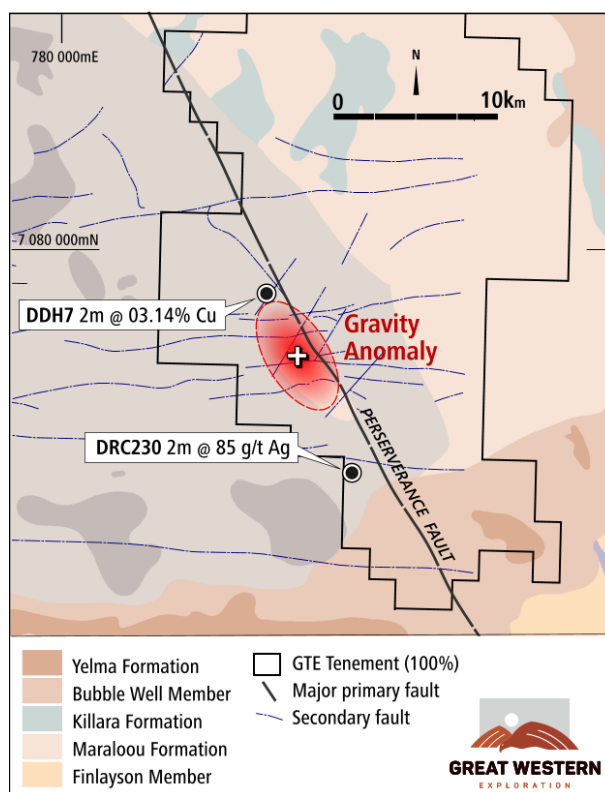 780 000mE
N
0 10km
7 080 000mN
DDH7 2m @ 03.14% Cu
Gravity
Anomaly
DRC230 2m @ 85 g/t Ag
PERSERVERANCE FAULT
Yelma Formation
Bubble Well Member
Killara Formation
Maraloou Formation
Finlayson Member
GTE Tenement (100%)
Major primary fault
Secondary fault
GREAT WESTERN
EXPLORATION